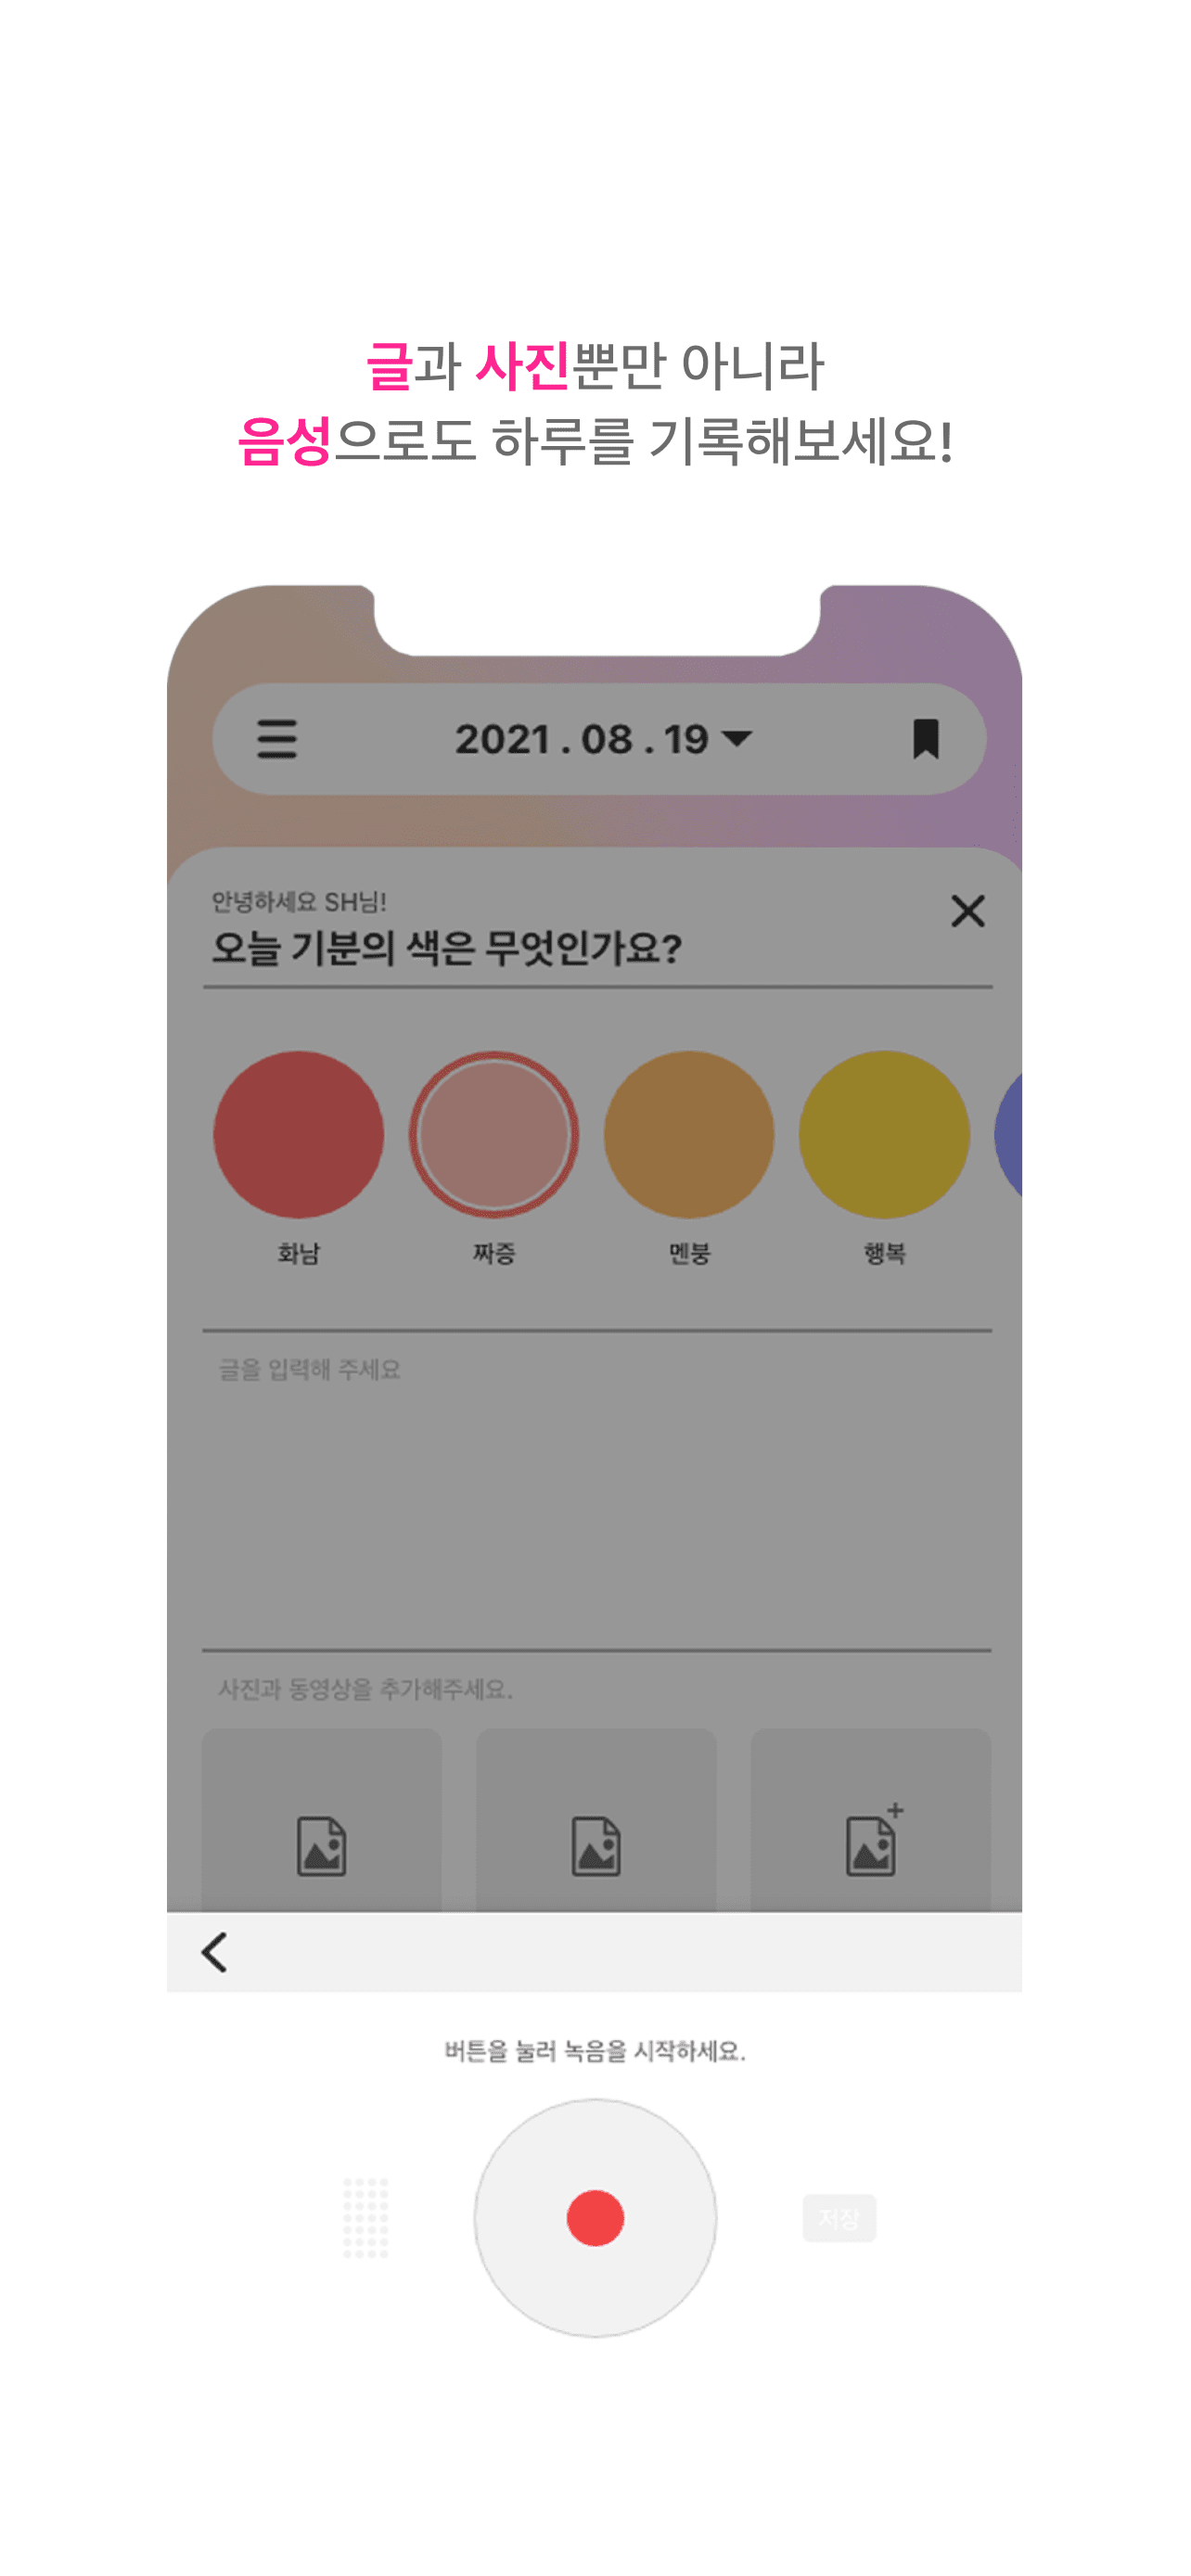 글과 사진뿐만 아니라
음성으로도 하루를 기록해보세요!
2021 . 08 . 19
안녕하세요 SH님!
오늘 기분의 색은 무엇인가요?
화남 짜증 멘붕 행복
글을 입력해 주세요
사진과 동영상을 추가해주세요.
버튼을 눌러 녹음을 시작하세요.
저장